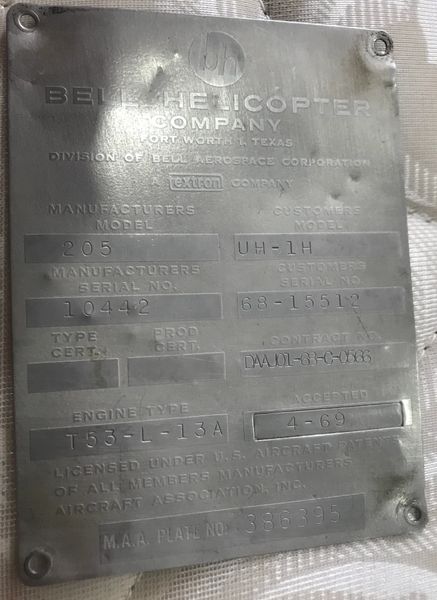 bh
BELL HELICOPTER
COMPANY
FORT WORTH 1, TEXAS
DIVISION OF BELL AEROSPACE CORPORATION
A textron COMPANY
MANUFACTURERS MODEL CUSTOMERS MODEL
205 UH-1H
MANUFACTURERS SERIAL NO. CUSTOMERS SERIAL NO.
10442 68-15512
TYPE CERT. PROD CERT. CONTRACT
DAAJ01-68-C-0566
ENGINE TYPE ACCEPTED
T53-L-13A 4-69
LICENSED UNDER U.S. AIRCRAFT PATENTS
OF ALL MEMBERS MANUFACTURERS
AIRCRAFT ASSOCIATION, INC.
M.A.A. PLATE NO. 386395